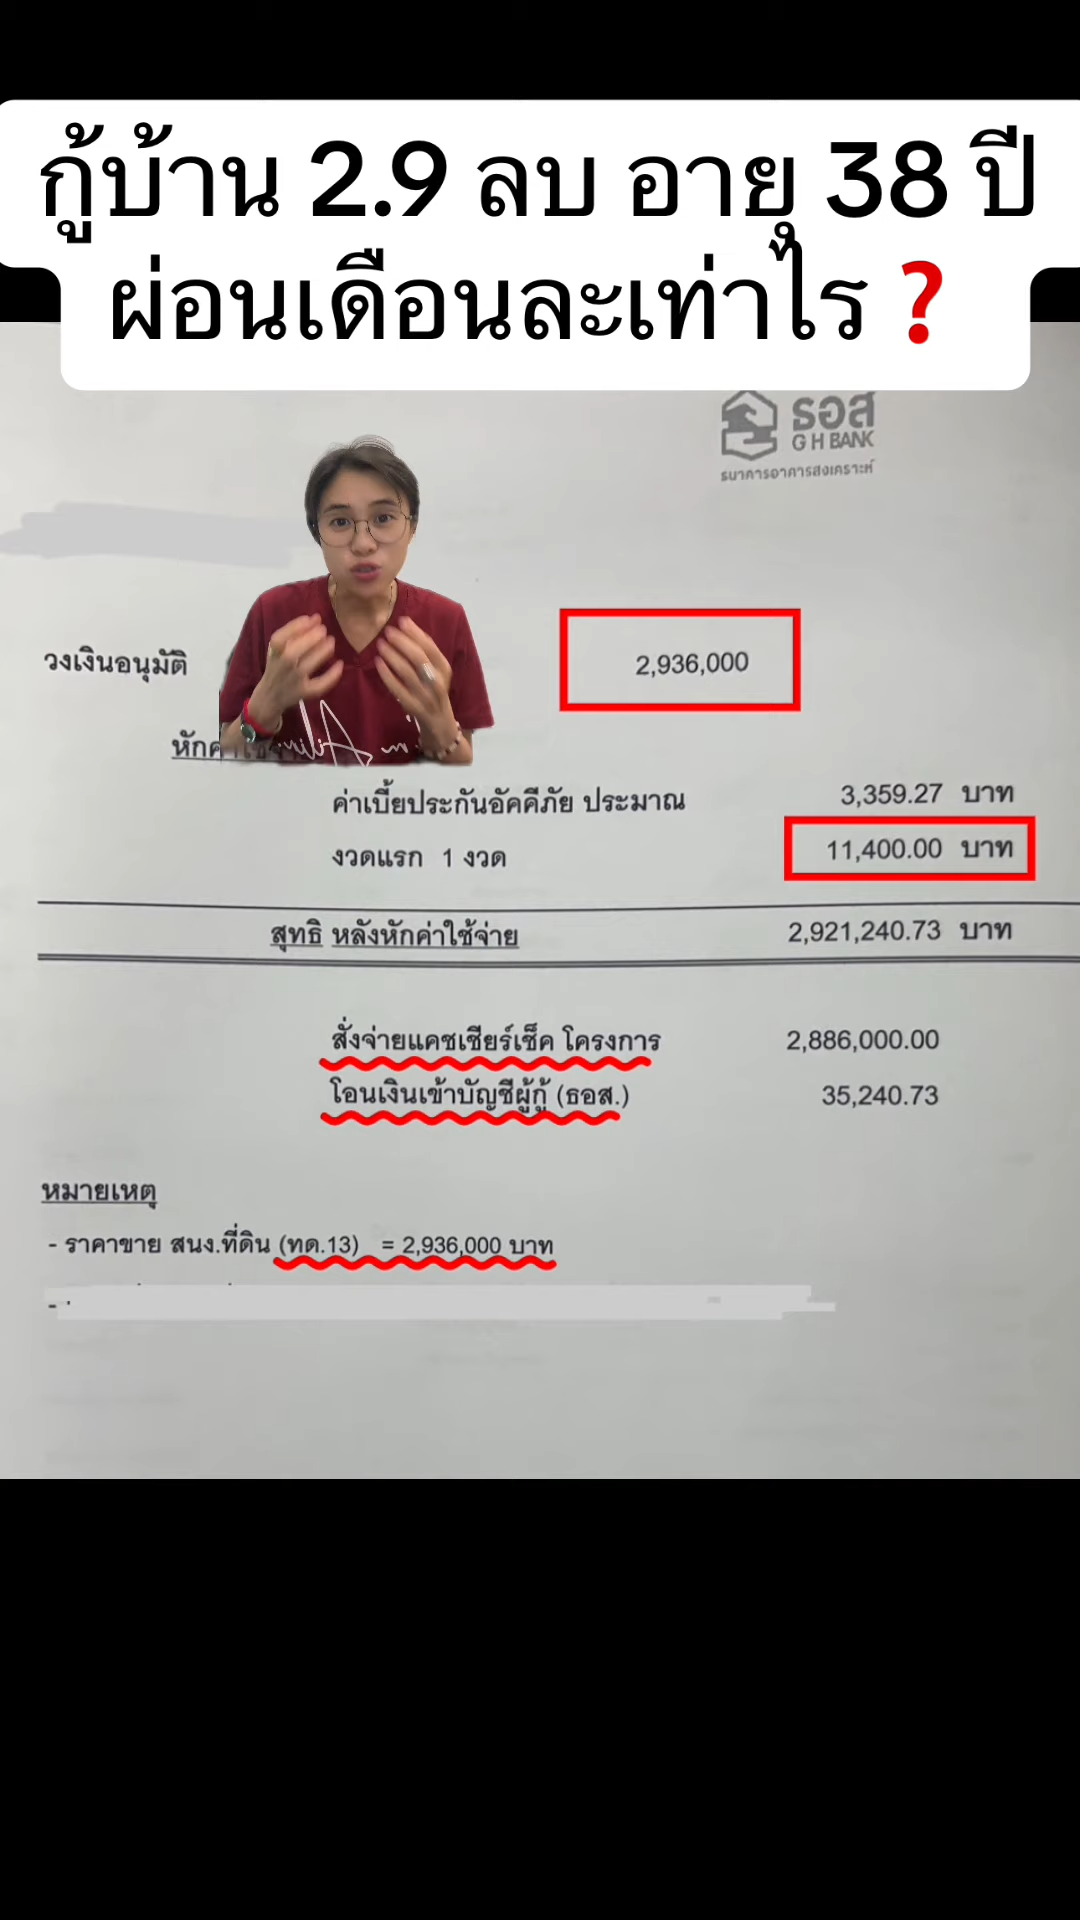 กู้บ้าน 2.9 ลบ อายุ 38 ปี
ผ่อนเดือนละเท่าไร❓
ธอส
G H BANK
ธนาคารอาคารสงเคราะห์
วงเงินอนุมัติ 2,936,000
ค่าเบี้ยประกันอัคคีภัย ประมาณ 3,359.27 บาท
งวดแรก 1 งวด 11,400.00 บาท
สุทธิ หลังหักค่าใช้จ่าย 2,921,240.73 บาท
สั่งจ่ายแคชเชียร์เช็ค โครงการ 2,886,000.00
โอนเงินเข้าบัญชีผู้กู้ (ธอส.) 35,240.73
หมายเหตุ
- ราคาขาย สนง.ที่ดิน (ทด.13) = 2,936,000 บาท